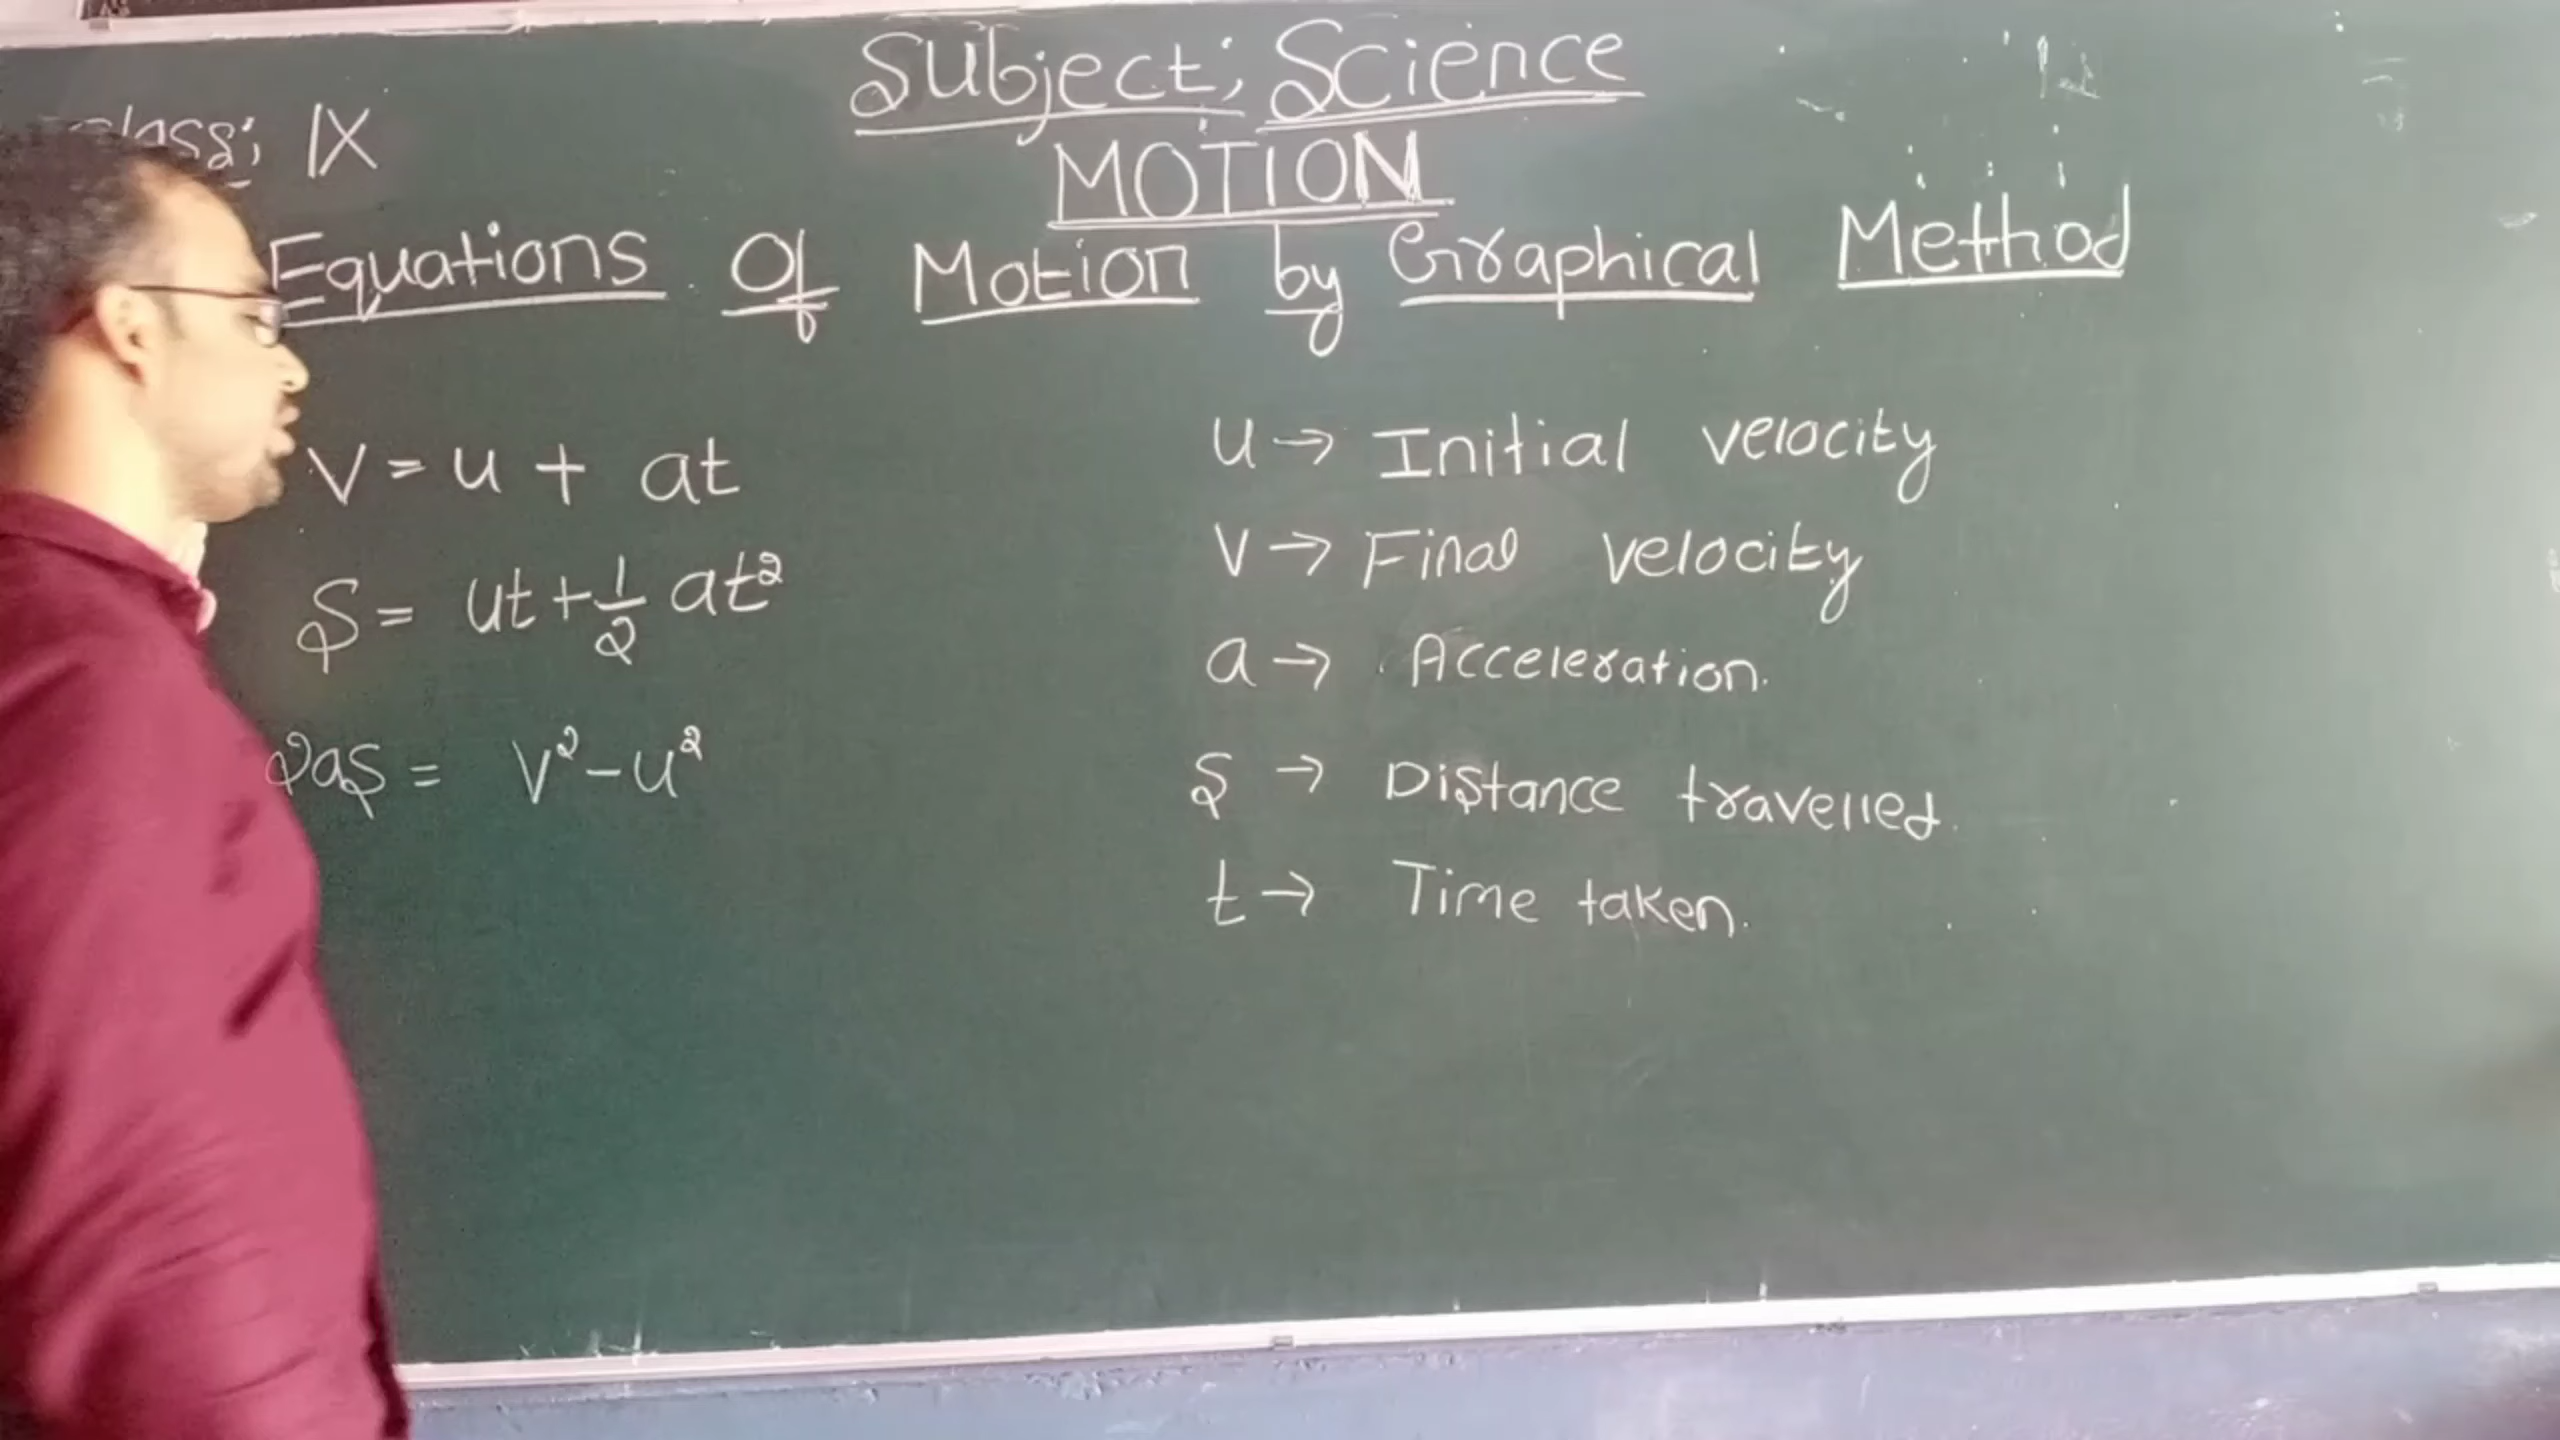 Subject; Science
class; IX
MOTION
Equations Of Motion by Graphical Method
V = u + at
S = ut + 1/2 at²
2as = V² - u²
u → Initial velocity
V → Final velocity
a → Acceleration.
S → Distance travelled.
t → Time taken.